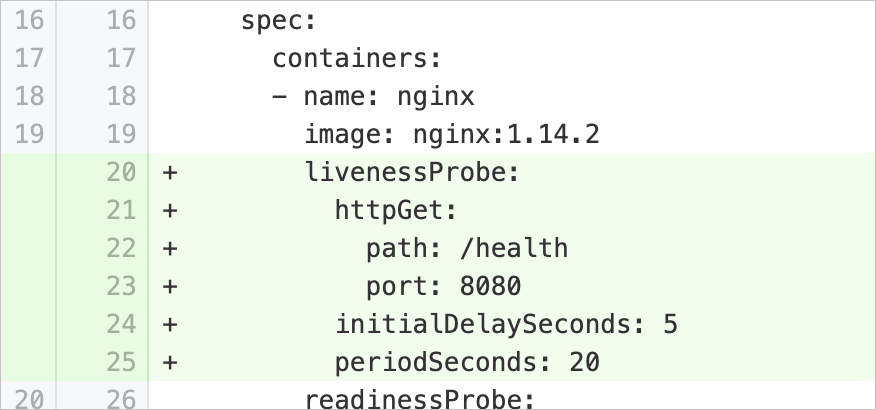 16 16 spec:
17 17 containers:
18 18 - name: nginx
19 19 image: nginx:1.14.2
20 + livenessProbe:
21 + httpGet:
22 + path: /health
23 + port: 8080
24 + initialDelaySeconds: 5
25 + periodSeconds: 20
20 26 readinessProbe: